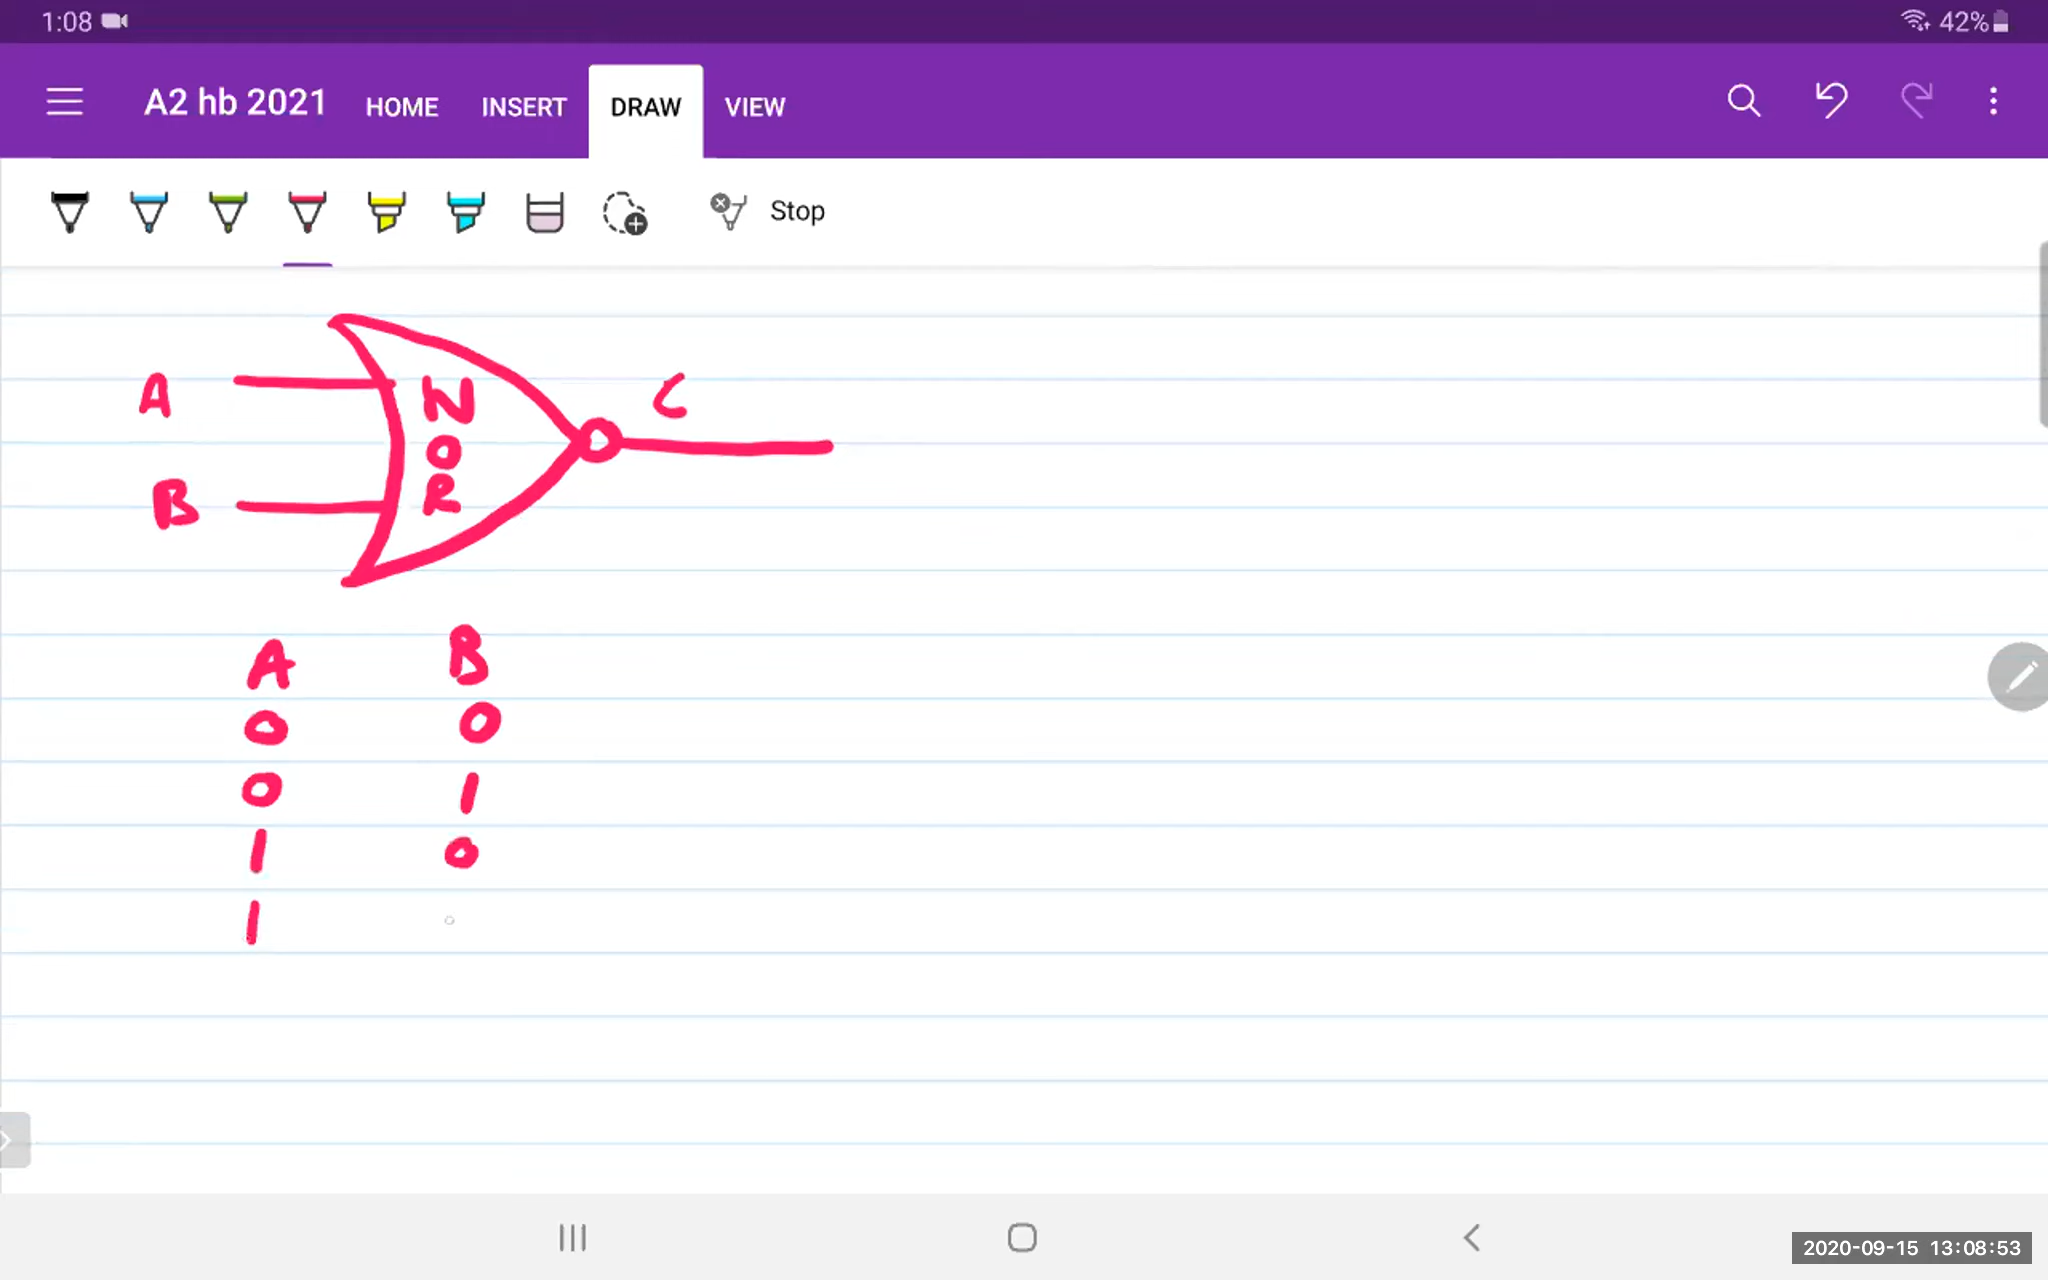 1:08 42%
A2 hb 2021 HOME INSERT DRAW VIEW
Stop
A
B
N
O
R
C
A B
0 0
0 1
1 0
1
2020-09-15 13:08:53